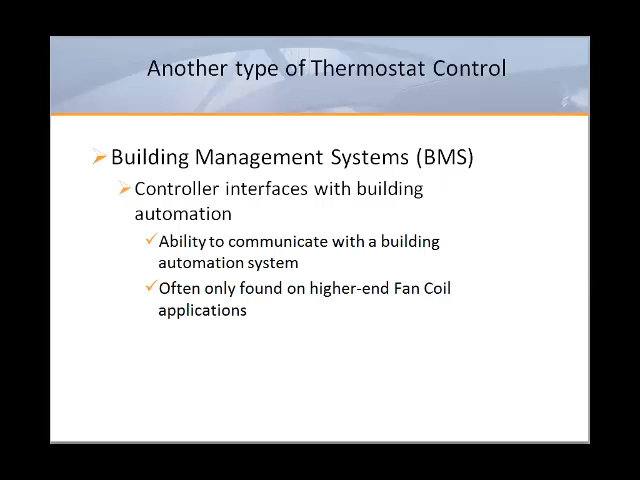 Another type of Thermostat Control
Building Management Systems (BMS)
Controller interfaces with building
automation
Ability to communicate with a building
automation system
Often only found on higher-end Fan Coil
applications